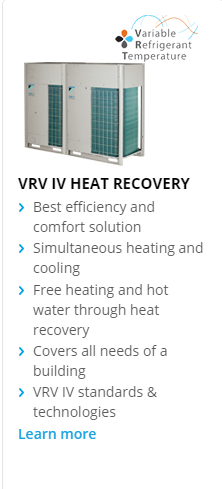 Variable
Refrigerant
Temperature
VRV IV HEAT RECOVERY
Best efficiency and
comfort solution
Simultaneous heating and
cooling
Free heating and hot
water through heat
recovery
Covers all needs of a
building
VRV IV standards &
technologies
Learn more